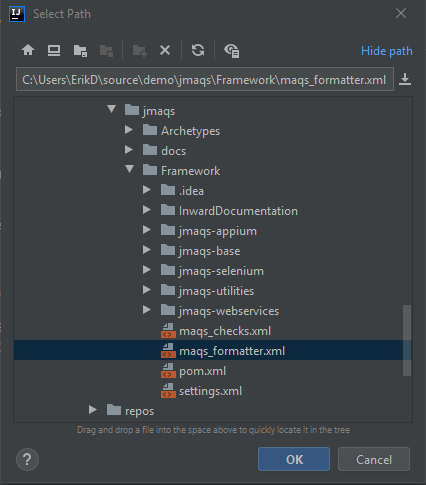 Select Path
Hide path
C:\Users\ErikD\source\demo\jmaqs\Framework\maqs_formatter.xml
jmaqs
Archetypes
docs
Framework
.idea
InwardDocumentation
jmaqs-appium
jmaqs-base
jmaqs-selenium
jmaqs-utilities
jmaqs-webservices
maqs_checks.xml
maqs_formatter.xml
pom.xml
settings.xml
repos
Drag and drop a file into the space above to quickly locate it in the tree
? OK Cancel